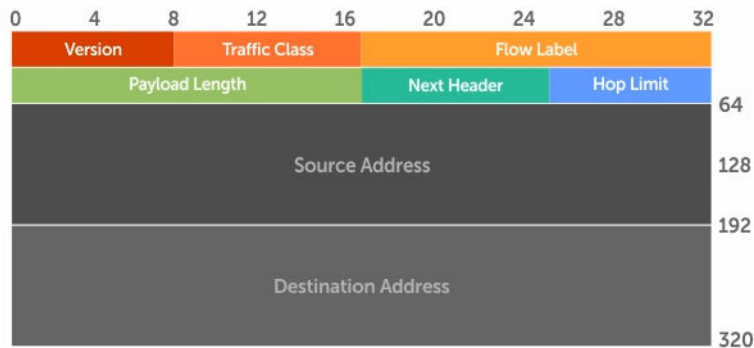 0 4 8 12 16 20 24 28 32
Version Traffic Class Flow Label
Payload Length Next Header Hop Limit
64
Source Address 128
192
Destination Address
320